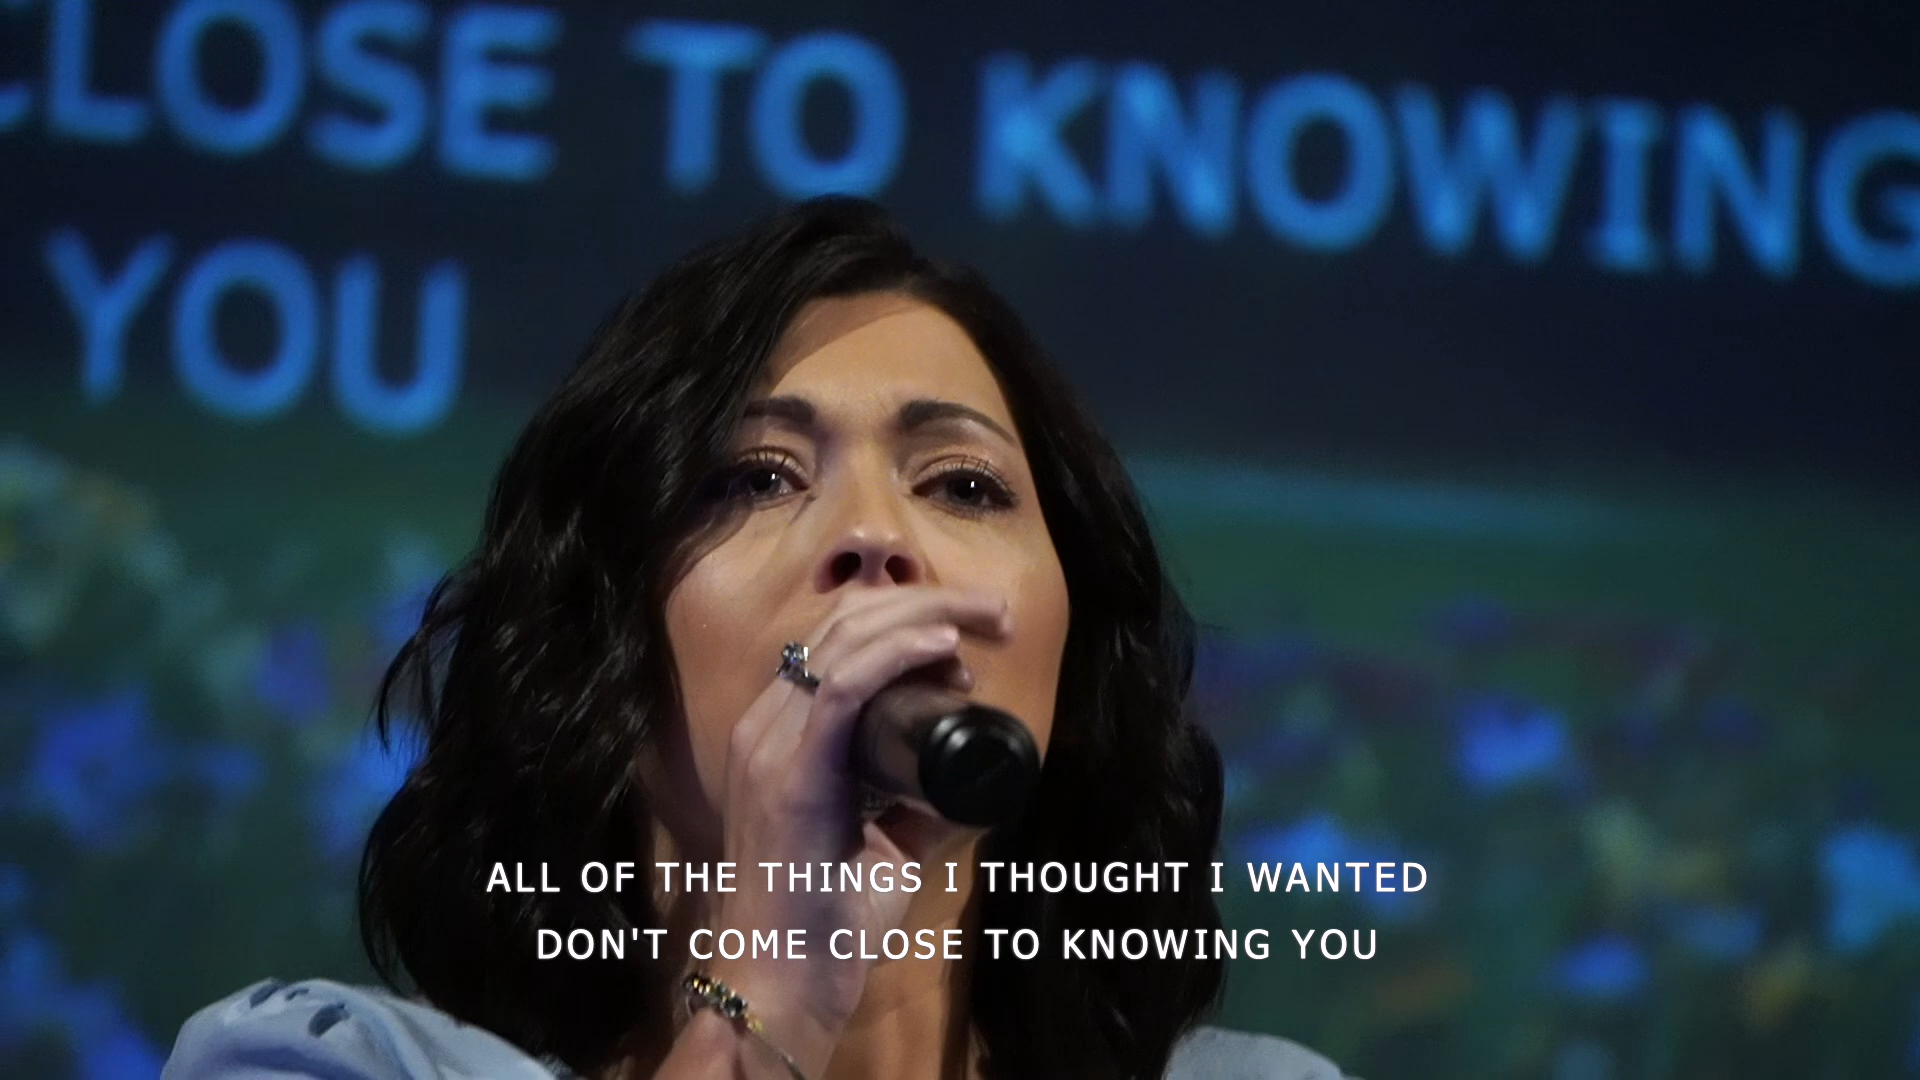 CLOSE TO KNOWING
YOU
ALL OF THE THINGS I THOUGHT I WANTED
DON'T COME CLOSE TO KNOWING YOU